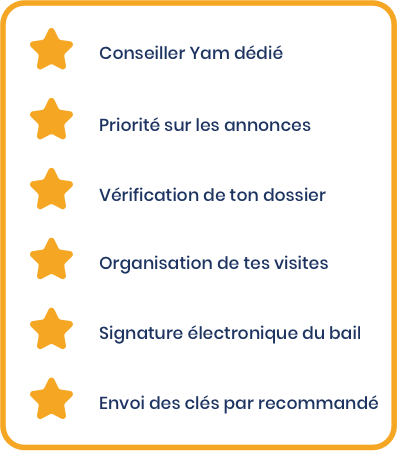 Conseiller Yam dédié
Priorité sur les annonces
Vérification de ton dossier
Organisation de tes visites
Signature électronique du bail
Envoi des clés par recommandé